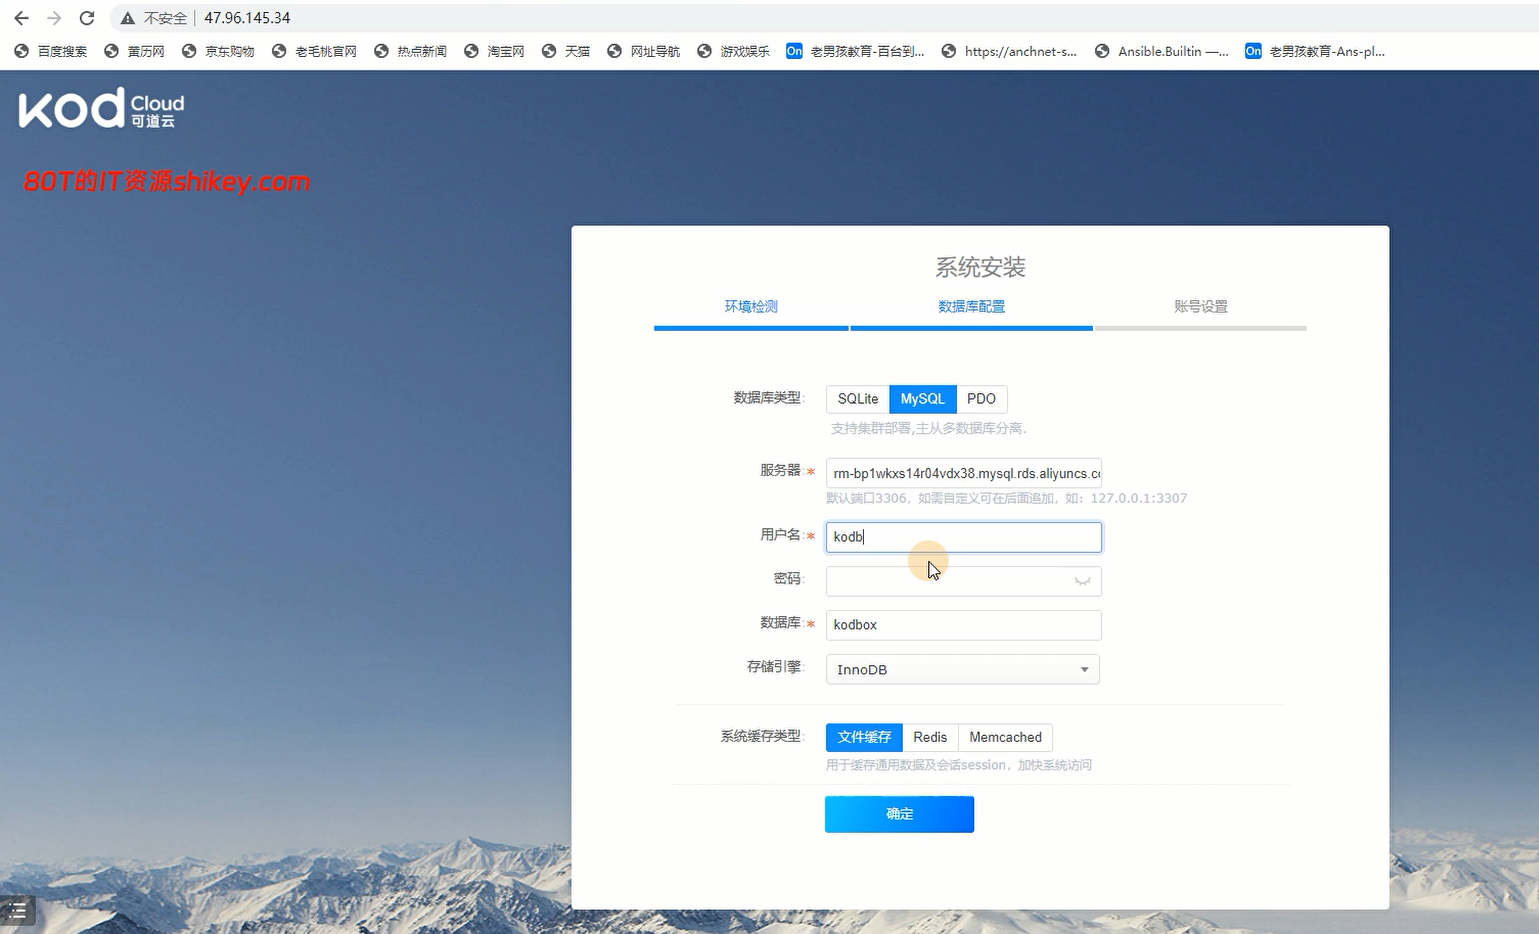 不安全 47.96.145.34
百度搜索 黄历网 京东购物 老毛桃官网 热点新闻 淘宝网 天猫 网址导航 游戏娱乐 On 老男孩教育-百台到... https://anchnet-s... Ansible.Builtin —... On 老男孩教育-Ans-pl...
kod Cloud
可道云
80T的IT资源shikey.com
系统安装
环境检测 数据库配置 账号设置
数据库类型: SQLite MySQL PDO
支持集群部署,主从多数据库分离.
服务器:* rm-bp1wkxs14r04vdx38.mysql.rds.aliyuncs.c
默认端口3306，如需自定义可在后面追加，如：127.0.0.1:3307
用户名:* kodb
密码:
数据库:* kodbox
存储引擎: InnoDB
系统缓存类型: 文件缓存 Redis Memcached
用于缓存通用数据及会话session，加快系统访问
确定